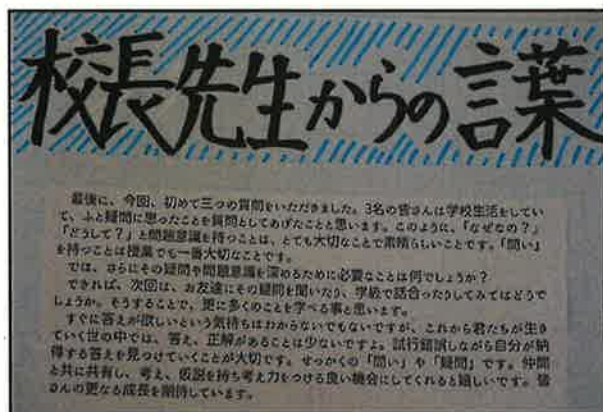 校長先生からの言葉
最後に、今回、初めて三つの質問をいただきました。3名の皆さんは学校生活をしてい
て、ふと疑問に思ったことを質問としてあげたことと思います。このように、「なぜなの？」
「どうして？」と問題意識を持つことは、とても大切なことで素晴らしいことです。「問い」
を持つことは授業でも一番大切なことです。
では、さらにその疑問や問題意識を深めるために必要なことは何でしょうか？
できれば、次回は、お友達にその疑問を聞いたり、学級で話合ったりしてみてはどうで
しょうか。そうすることで、更に多くのことを学べる事と思います。
すぐに答えが欲しいという気持ちはわからないでもないですが、これから君たちが生き
ていく世の中では、答え、正解があることは少ないですよ。試行錯誤しながら自分が納
得する答えを見つけていくことが大切です。せっかくの「問い」や「疑問」です。仲間
と共に共有し、考え、仮説を持ち考え力をつける良い機会にしてくれると嬉しいです。皆
さんの更なる成長を期待しています。